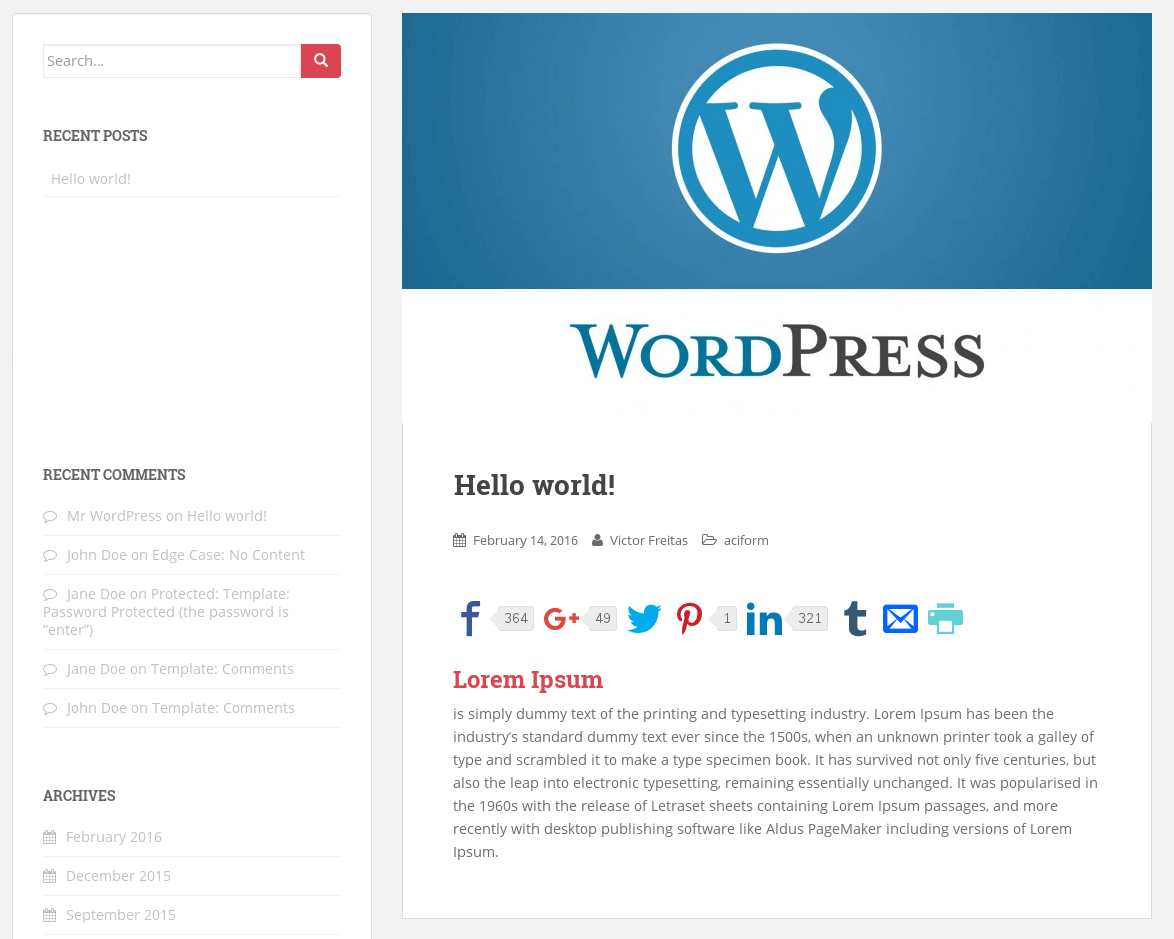 Search...
RECENT POSTS
Hello world!
RECENT COMMENTS
Mr WordPress on Hello world!
John Doe on Edge Case: No Content
Jane Doe on Protected: Template:
Password Protected (the password is
“enter”)
Jane Doe on Template: Comments
John Doe on Template: Comments
ARCHIVES
February 2016
December 2015
September 2015
W
WORDPRESS
Hello world!
February 14, 2016 Victor Freitas aciform
364 49 1 321
Lorem Ipsum
is simply dummy text of the printing and typesetting industry. Lorem Ipsum has been the
industry’s standard dummy text ever since the 1500s, when an unknown printer took a galley of
type and scrambled it to make a type specimen book. It has survived not only five centuries, but
also the leap into electronic typesetting, remaining essentially unchanged. It was popularised in
the 1960s with the release of Letraset sheets containing Lorem Ipsum passages, and more
recently with desktop publishing software like Aldus PageMaker including versions of Lorem
Ipsum.